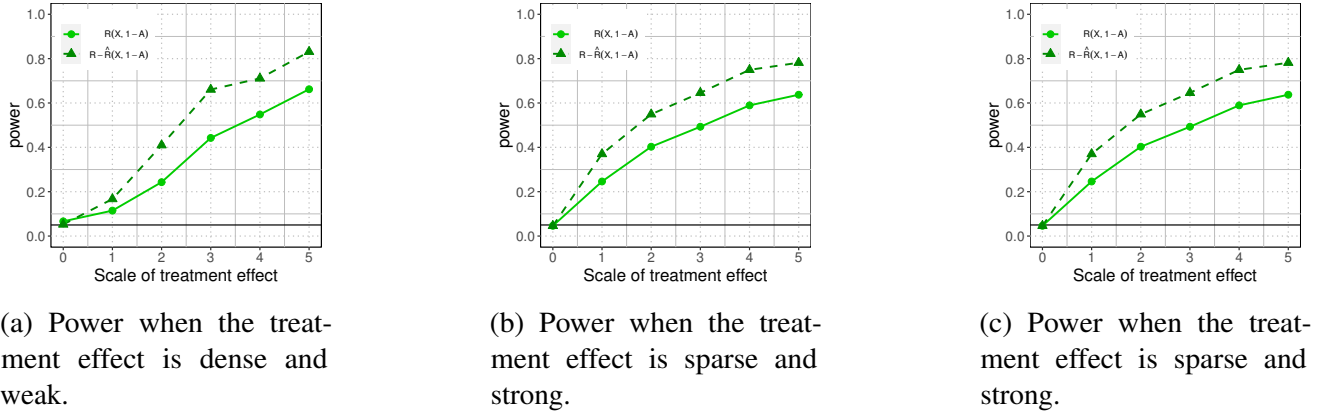 1.0
0.8
0.6
0.4
0.2
0.0
power
R(X, 1−A)
R−R̂(X, 1−A)
0 1 2 3 4 5
Scale of treatment effect
(a) Power when the treat-
ment effect is dense and
weak.
1.0
0.8
0.6
0.4
0.2
0.0
power
R(X, 1−A)
R−R̂(X, 1−A)
0 1 2 3 4 5
Scale of treatment effect
(b) Power when the treat-
ment effect is sparse and
strong.
1.0
0.8
0.6
0.4
0.2
0.0
power
R(X, 1−A)
R−R̂(X, 1−A)
0 1 2 3 4 5
Scale of treatment effect
(c) Power when the treat-
ment effect is sparse and
strong.